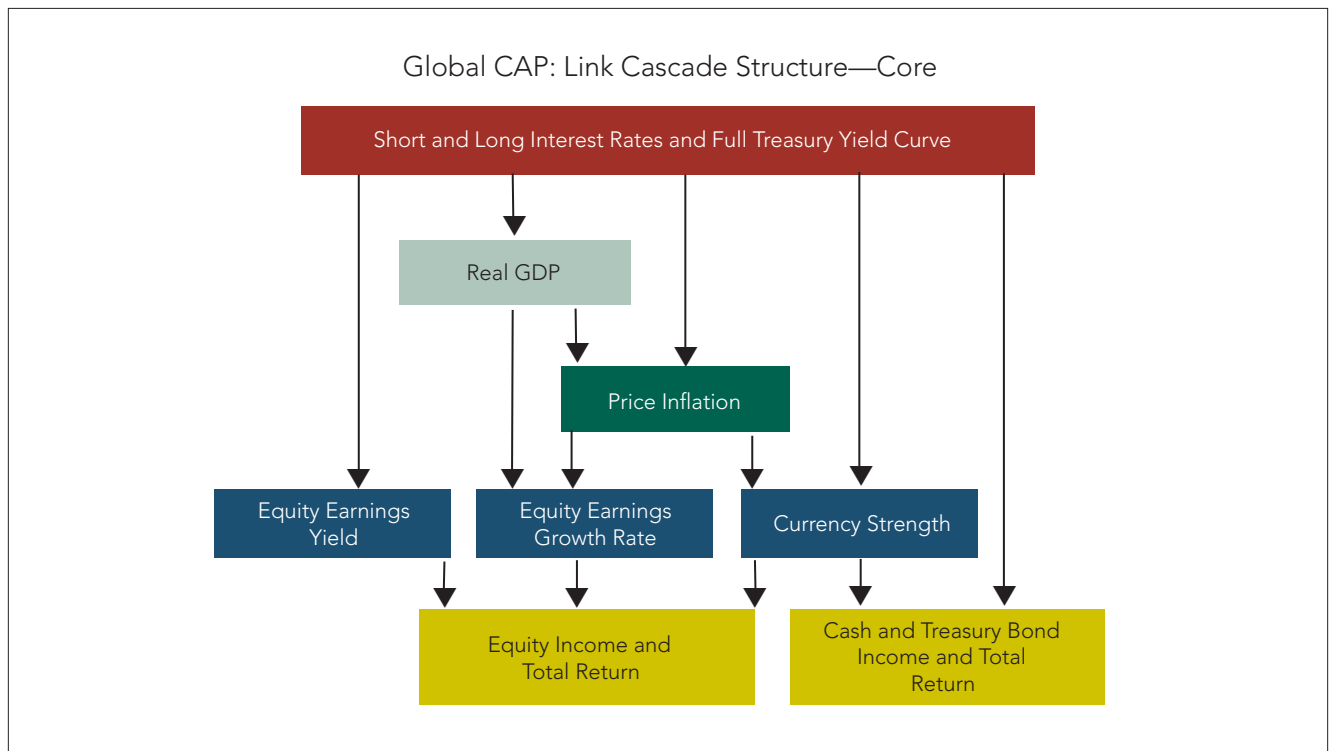 Global CAP: Link Cascade Structure—Core
Short and Long Interest Rates and Full Treasury Yield Curve
Real GDP
Price Inflation
Equity Earnings
Yield
Equity Earnings
Growth Rate
Currency Strength
Equity Income and
Total Return
Cash and Treasury Bond
Income and Total
Return